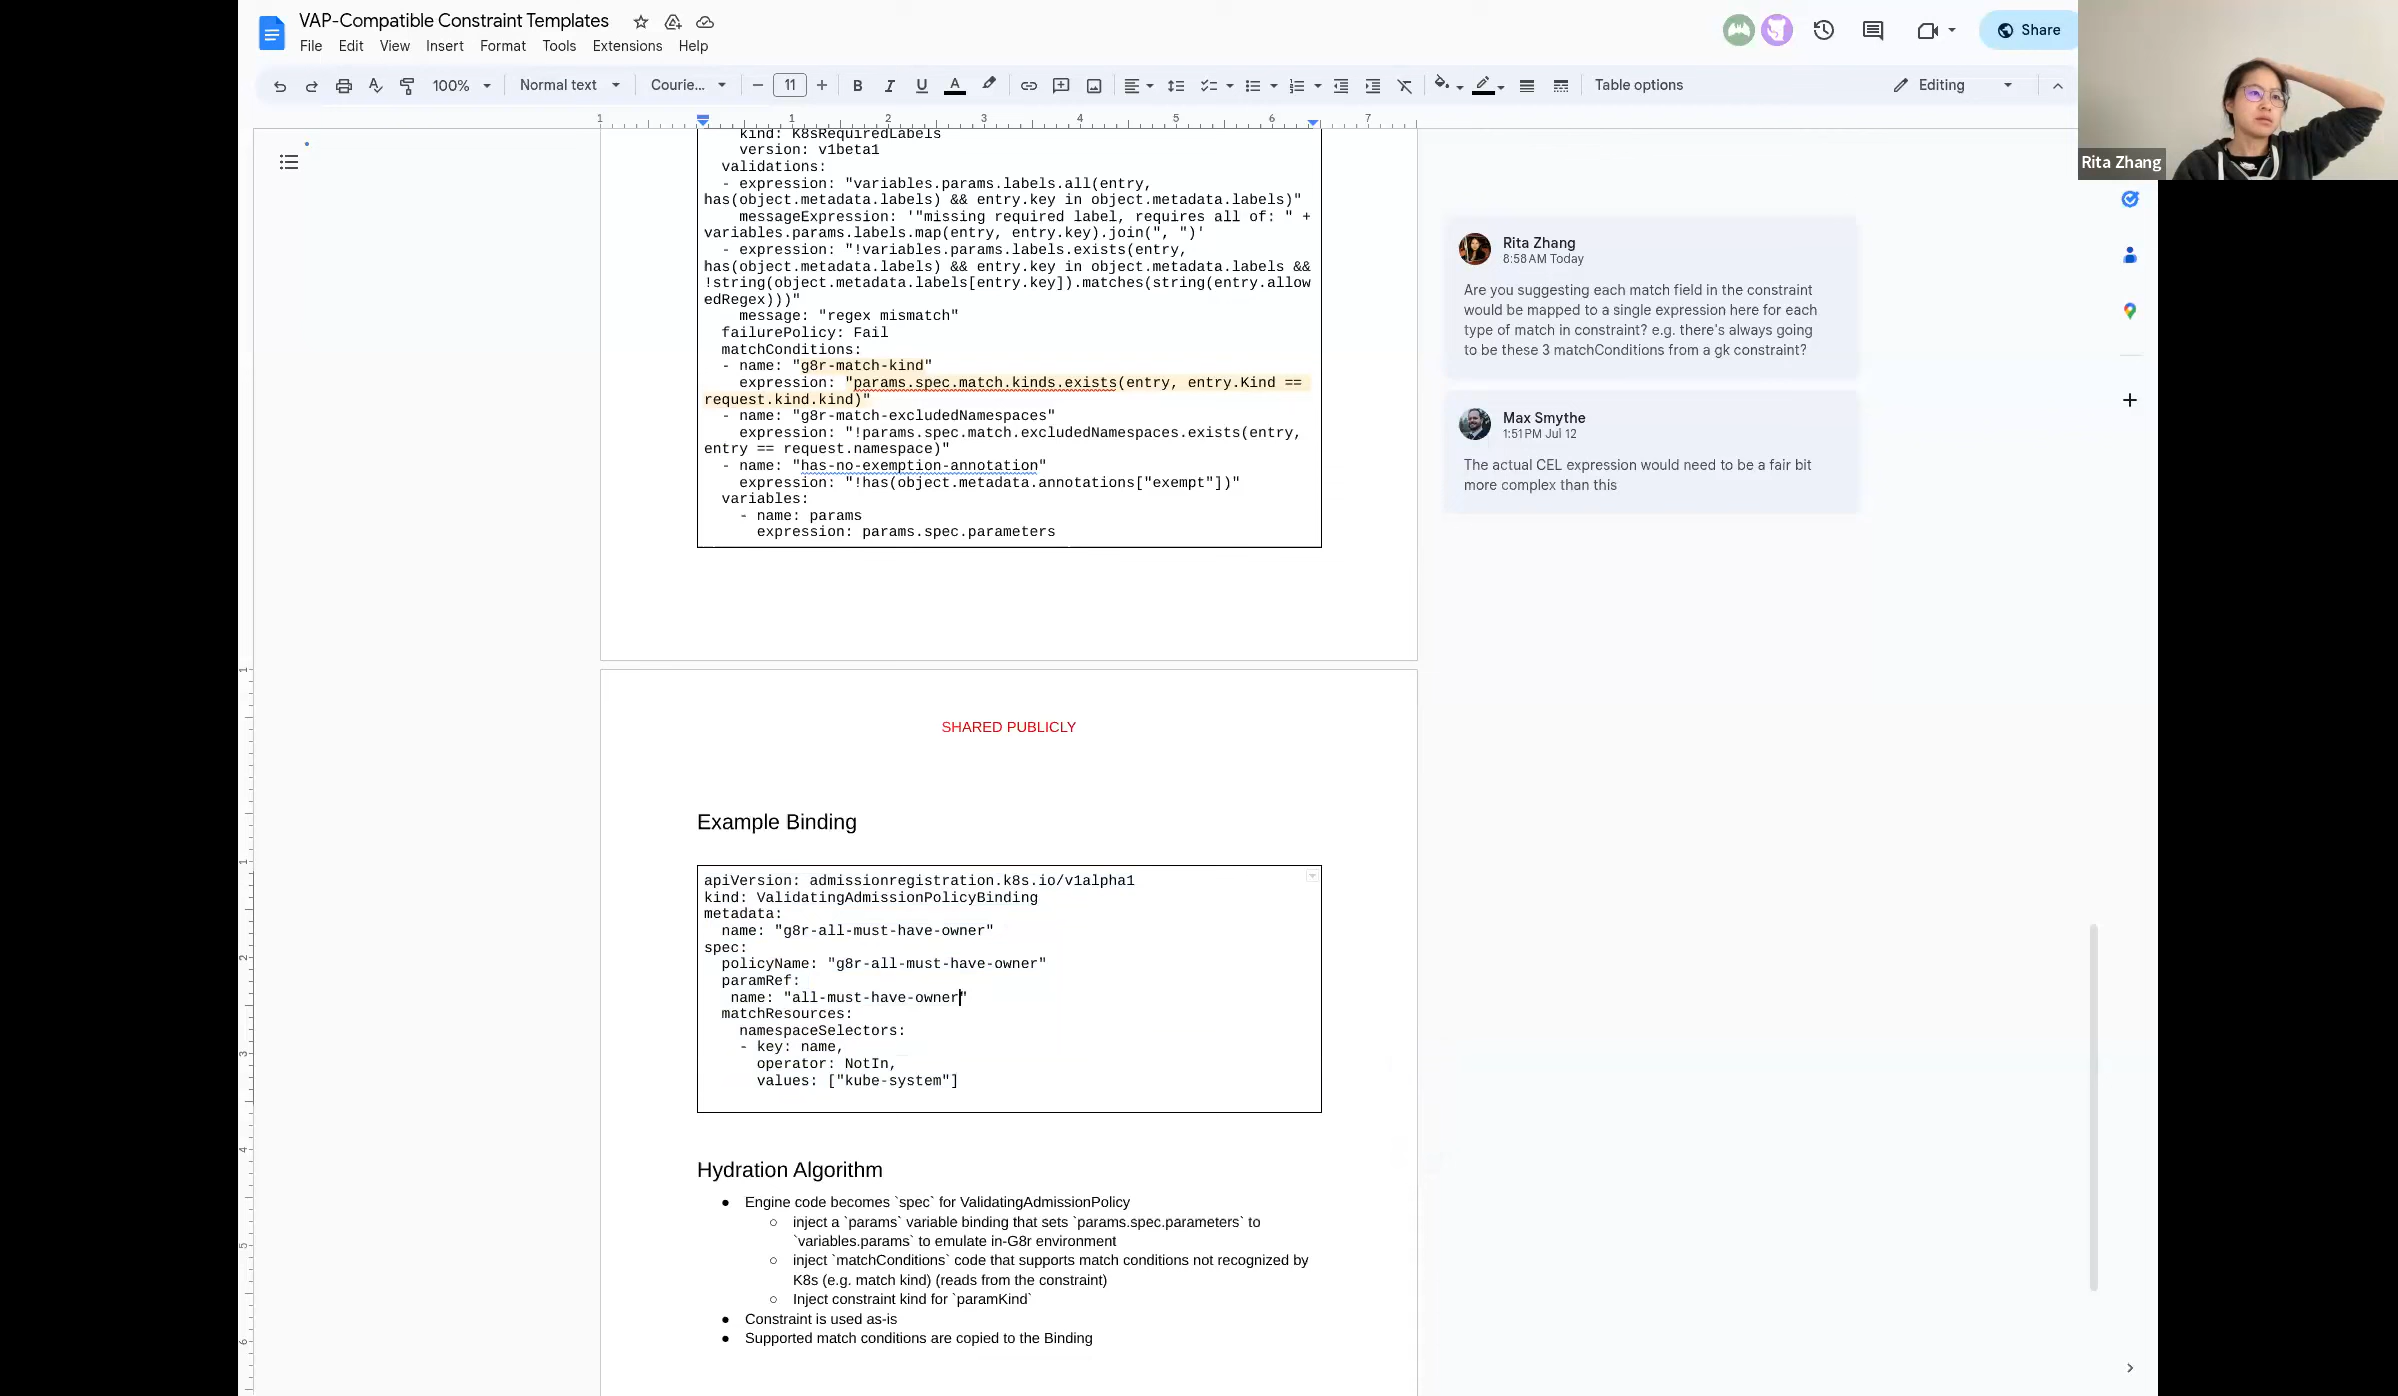 VAP-Compatible Constraint Templates
File Edit View Insert Format Tools Extensions Help
Share
100% Normal text Courie... 11 Table options Editing
1 1 2 3 4 5 6 7
kind: K8sRequiredLabels
version: v1beta1
validations:
- expression: "variables.params.labels.all(entry,
has(object.metadata.labels) && entry.key in object.metadata.labels)"
messageExpression: '"missing required label, requires all of: " +
variables.params.labels.map(entry, entry.key).join(", ")'
- expression: "!variables.params.labels.exists(entry,
has(object.metadata.labels) && entry.key in object.metadata.labels &&
!string(object.metadata.labels[entry.key]).matches(string(entry.allow
edRegex)))"
message: "regex mismatch"
failurePolicy: Fail
matchConditions:
- name: "g8r-match-kind"
expression: "params.spec.match.kinds.exists(entry, entry.Kind ==
request.kind.kind)"
- name: "g8r-match-excludedNamespaces"
expression: "!params.spec.match.excludedNamespaces.exists(entry,
entry == request.namespace)"
- name: "has-no-exemption-annotation"
expression: "!has(object.metadata.annotations["exempt"])"
variables:
- name: params
expression: params.spec.parameters
Rita Zhang
Rita Zhang
8:58 AM Today
Are you suggesting each match field in the constraint
would be mapped to a single expression here for each
type of match in constraint? e.g. there's always going
to be these 3 matchConditions from a gk constraint?
Max Smythe
1:51 PM Jul 12
The actual CEL expression would need to be a fair bit
more complex than this
SHARED PUBLICLY
Example Binding
apiVersion: admissionregistration.k8s.io/v1alpha1
kind: ValidatingAdmissionPolicyBinding
metadata:
name: "g8r-all-must-have-owner"
spec:
policyName: "g8r-all-must-have-owner"
paramRef:
name: "all-must-have-owner"
matchResources:
namespaceSelectors:
- key: name,
operator: NotIn,
values: ["kube-system"]
Hydration Algorithm
● Engine code becomes `spec` for ValidatingAdmissionPolicy
○ inject a `params` variable binding that sets `params.spec.parameters` to
`variables.params` to emulate in-G8r environment
○ inject `matchConditions` code that supports match conditions not recognized by
K8s (e.g. match kind) (reads from the constraint)
○ Inject constraint kind for `paramKind`
● Constraint is used as-is
● Supported match conditions are copied to the Binding
1
1
2
3
4
5
6